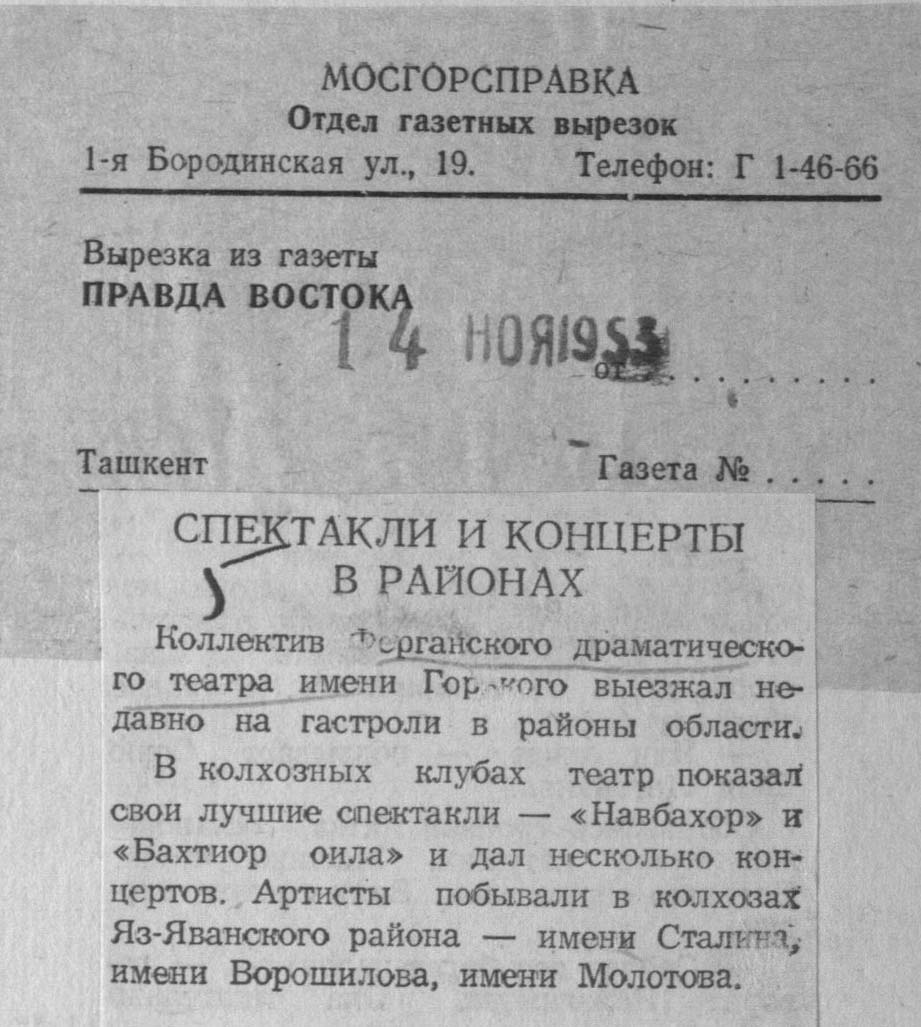 МОСГОРСПРАВКА
Отдел газетных вырезок
1-я Бородинская ул., 19. Телефон: Г 1-46-66
Вырезка из газеты
ПРАВДА ВОСТОКА
14 НОЯ 1953
от . . . . . . . . . .
Ташкент Газета № . . . . .
СПЕКТАКЛИ И КОНЦЕРТЫ
В РАЙОНАХ
Коллектив Ферганского драматическо-
го театра имени Горького выезжал не-
давно на гастроли в районы области.
В колхозных клубах театр показал
свои лучшие спектакли — «Навбахор» и
«Бахтиор оила» и дал несколько кон-
цертов. Артисты побывали в колхозах
Яз-Яванского района — имени Сталина,
имени Ворошилова, имени Молотова.